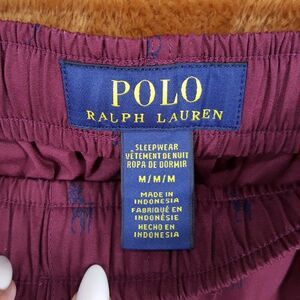 POLO
RALPH LAUREN
SLEEPWEAR
VÊTEMENT DE NUIT
ROPA DE DORMIR
M/M/M
MADE IN
INDONESIA
FABRIQUÉ EN
INDONÉSIE
HECHO EN
INDONESIA